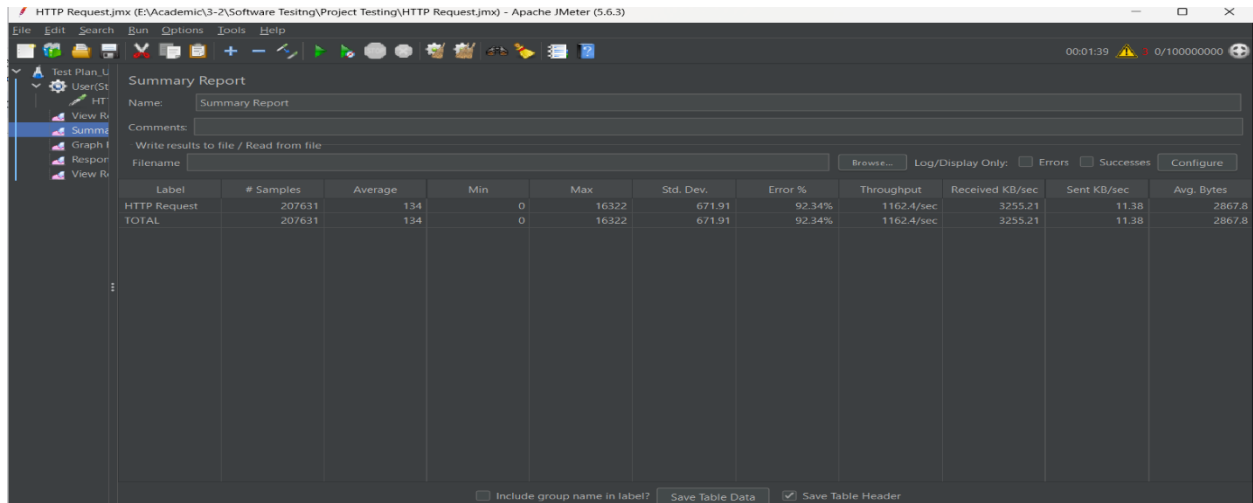 HTTP Request.jmx (E:\Academic\3-2\Software Tesitng\Project Testing\HTTP Request.jmx) - Apache JMeter (5.6.3)
File Edit Search Run Options Tools Help
00:01:39 3 0/100000000
Test Plan_U
User(St
HT
View Re
Summa
Graph
Respon
View Re
Summary Report
Name: Summary Report
Comments:
Write results to file / Read from file
Filename Browse... Log/Display Only: Errors Successes Configure
Label # Samples Average Min Max Std. Dev. Error % Throughput Received KB/sec Sent KB/sec Avg. Bytes
HTTP Request 207631 134 0 16322 671.91 92.34% 1162.4/sec 3255.21 11.38 2867.8
TOTAL 207631 134 0 16322 671.91 92.34% 1162.4/sec 3255.21 11.38 2867.8
Include group name in label? Save Table Data Save Table Header